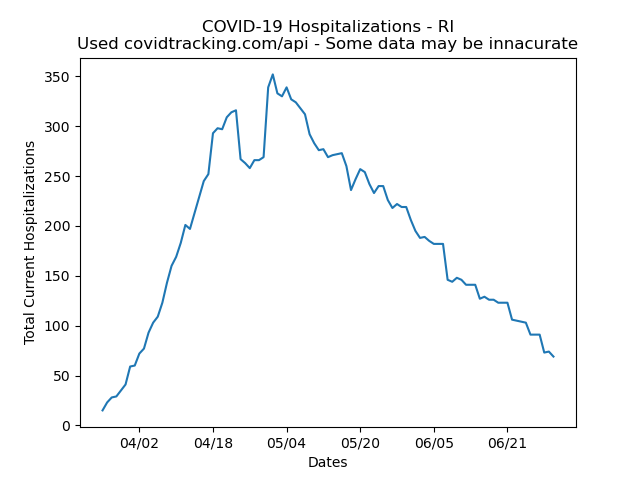 COVID-19 Hospitalizations - RI
Used covidtracking.com/api - Some data may be innacurate
350
300
250
200
150
100
50
0
Total Current Hospitalizations
04/02 04/18 05/04 05/20 06/05 06/21
Dates